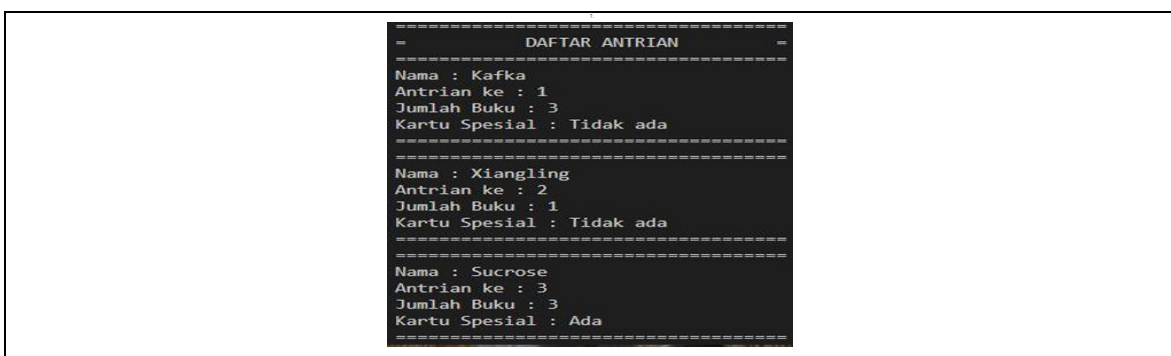 =========================================
= DAFTAR ANTRIAN =
=========================================
Nama : Kafka
Antrian ke : 1
Jumlah Buku : 3
Kartu Spesial : Tidak ada
=========================================
=========================================
Nama : Xiangling
Antrian ke : 2
Jumlah Buku : 1
Kartu Spesial : Tidak ada
=========================================
=========================================
Nama : Sucrose
Antrian ke : 3
Jumlah Buku : 3
Kartu Spesial : Ada
=========================================